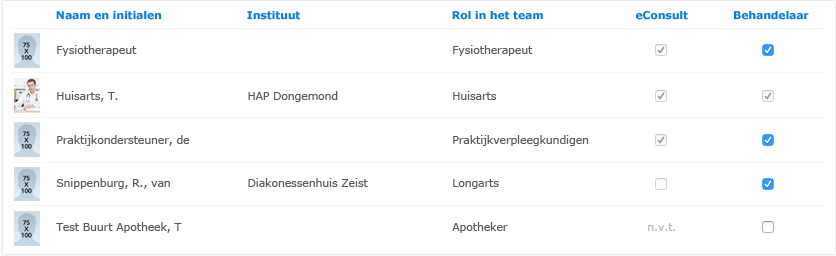 Naam en initialen Instituut Rol in het team eConsult Behandelaar
75 X 100 Fysiotherapeut Fysiotherapeut
Huisarts, T. HAP Dongemond Huisarts
75 X 100 Praktijkondersteuner, de Praktijkverpleegkundigen
75 X 100 Snippenburg, R., van Diakonessenhuis Zeist Longarts
75 X 100 Test Buurt Apotheek, T Apotheker n.v.t.